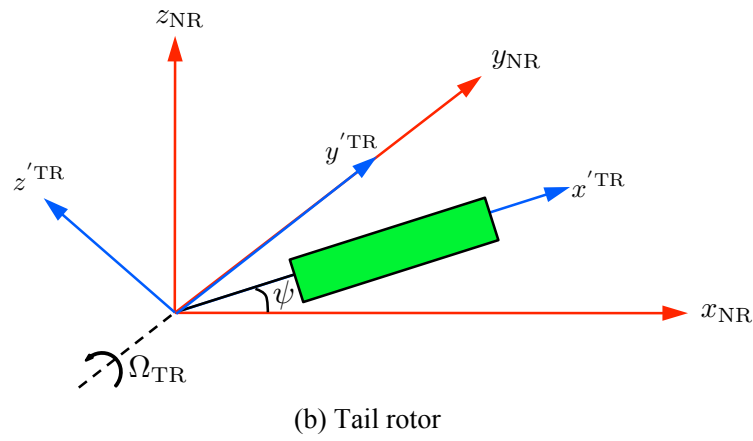 z_NR
y_NR
y'^TR
z'^TR
x'^TR
ψ
x_NR
Ω_TR
(b) Tail rotor